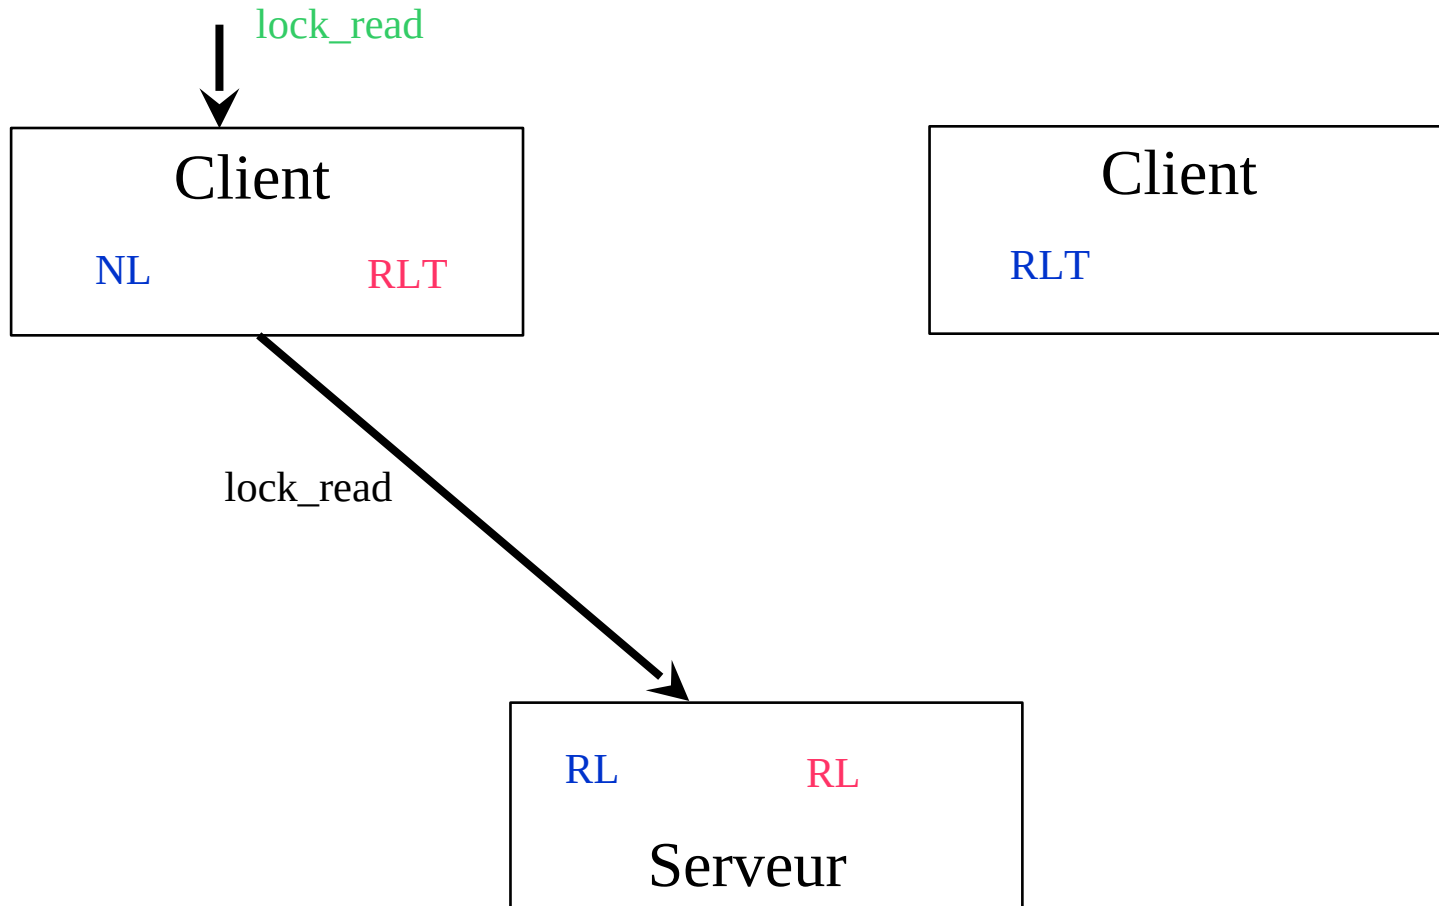 lock_read
Client
Client
NL
RLT
RLT
lock_read
RL
RL
Serveur